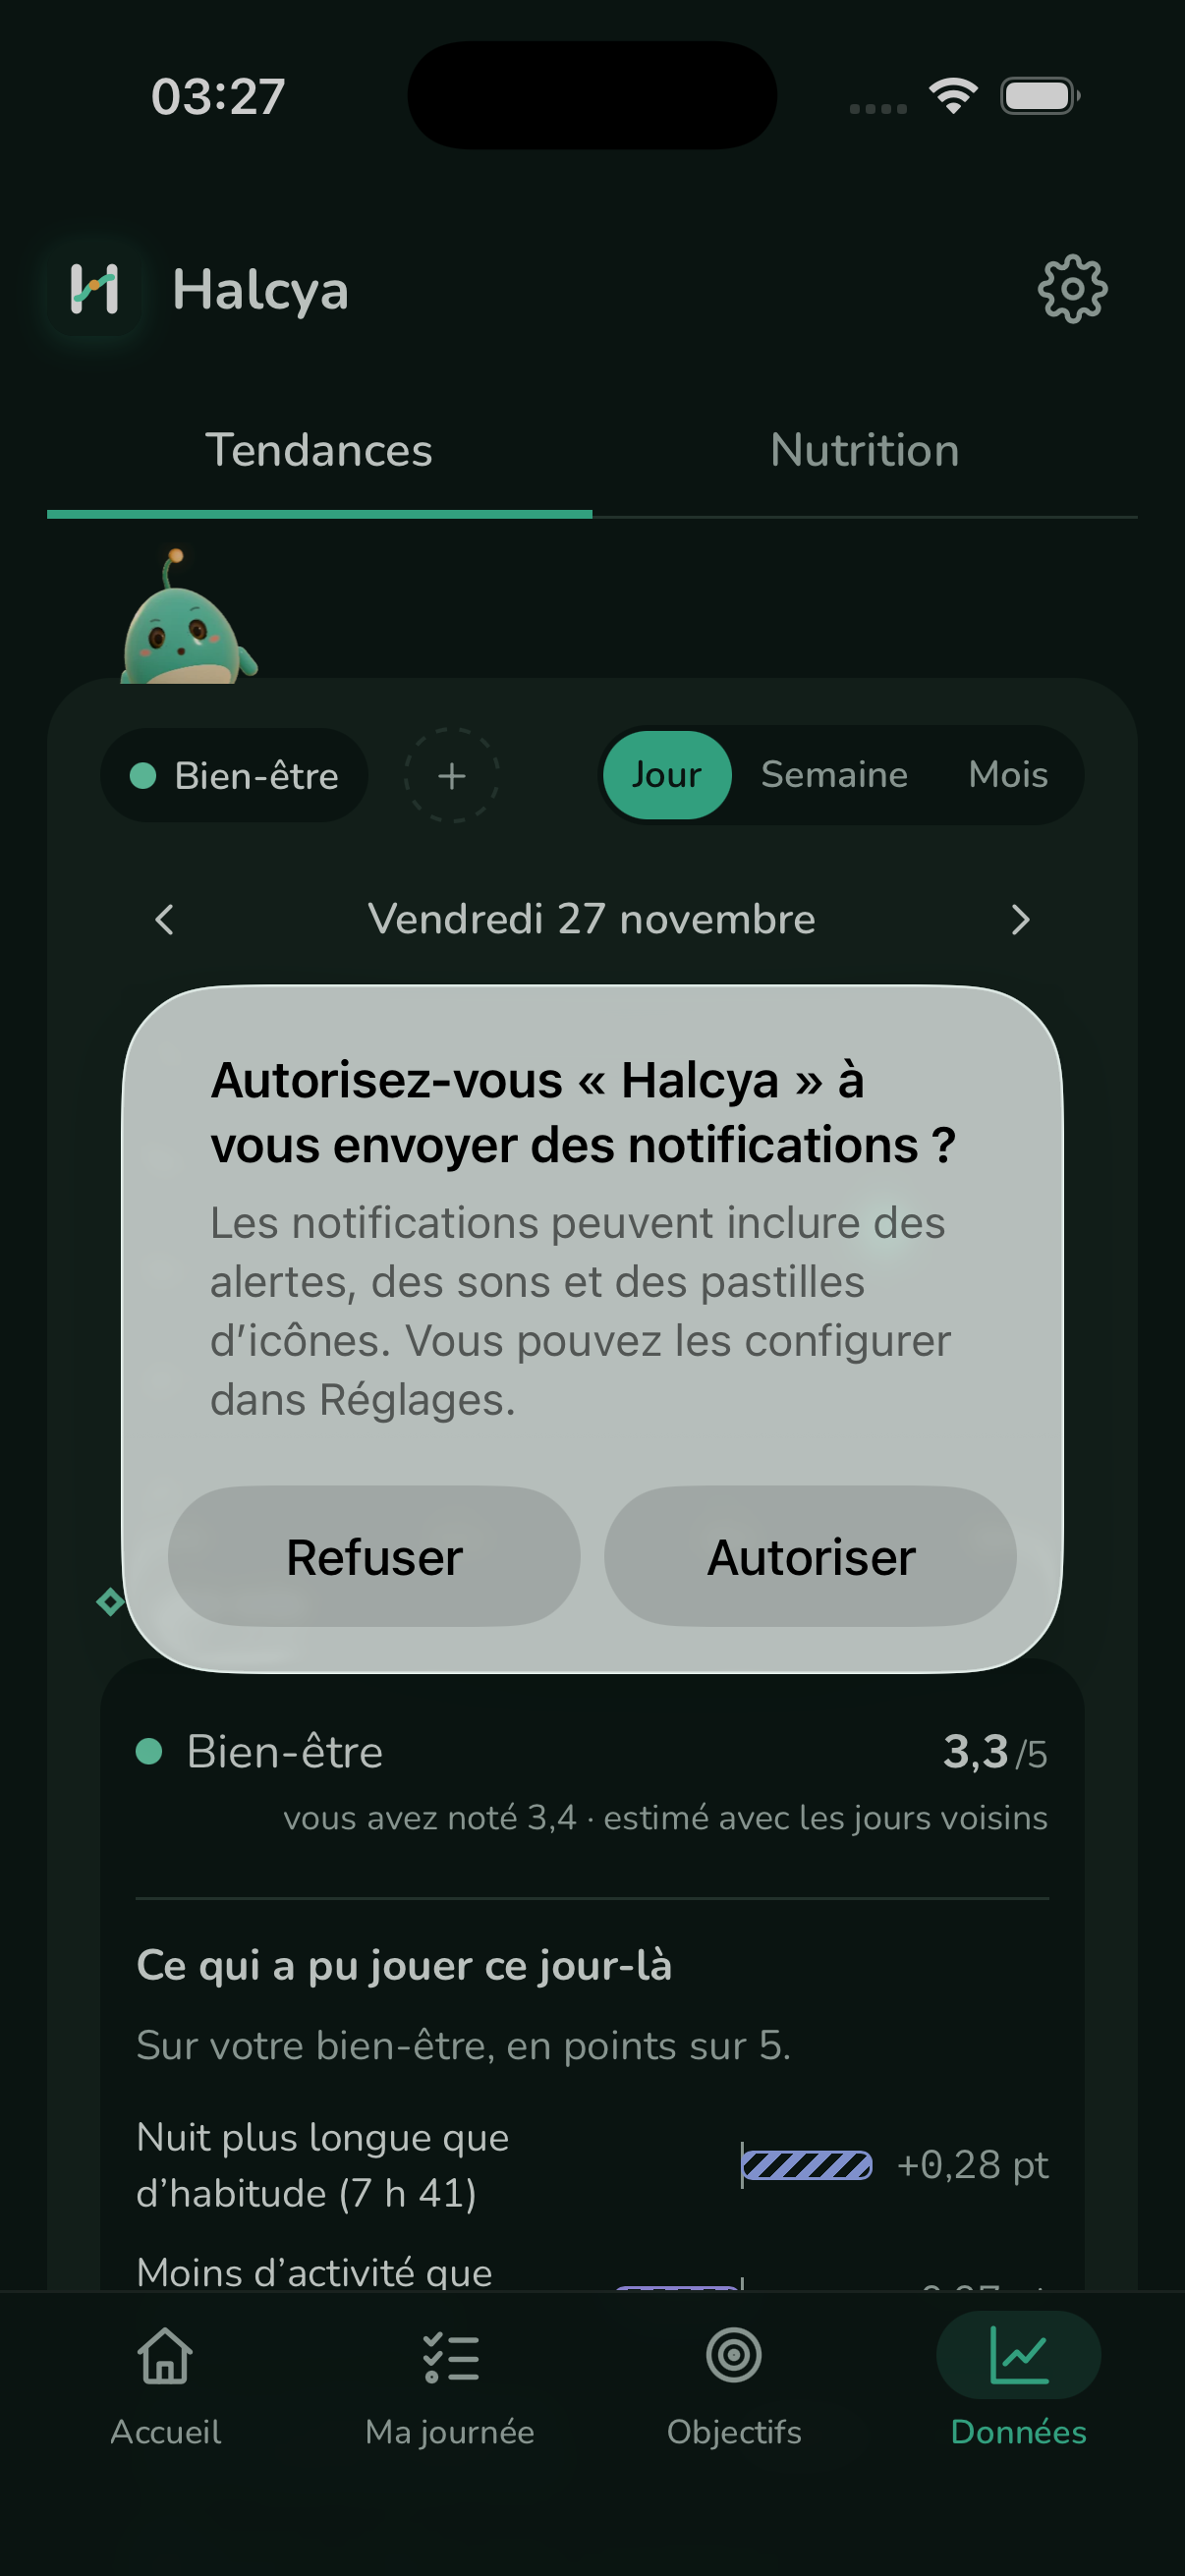 03:27
Halcya
Tendances
Nutrition
Bien-être
+
Jour
Semaine
Mois
Vendredi 27 novembre
Autorisez-vous « Halcya » à
vous envoyer des notifications ?
Les notifications peuvent inclure des
alertes, des sons et des pastilles
d’icônes. Vous pouvez les configurer
dans Réglages.
Refuser
Autoriser
Bien-être
3,3/5
vous avez noté 3,4 · estimé avec les jours voisins
Ce qui a pu jouer ce jour-là
Sur votre bien-être, en points sur 5.
Nuit plus longue que
d’habitude (7 h 41)
+0,28 pt
Moins d’activité que
Accueil
Ma journée
Objectifs
Données